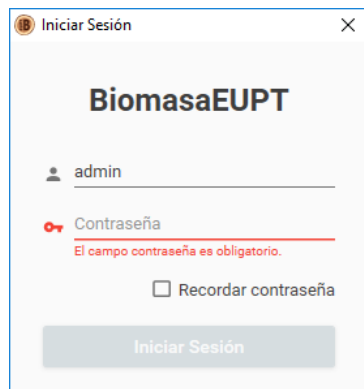 Iniciar Sesión
BiomasaEUPT
admin
Contraseña
El campo contraseña es obligatorio.
Recordar contraseña
Iniciar Sesión